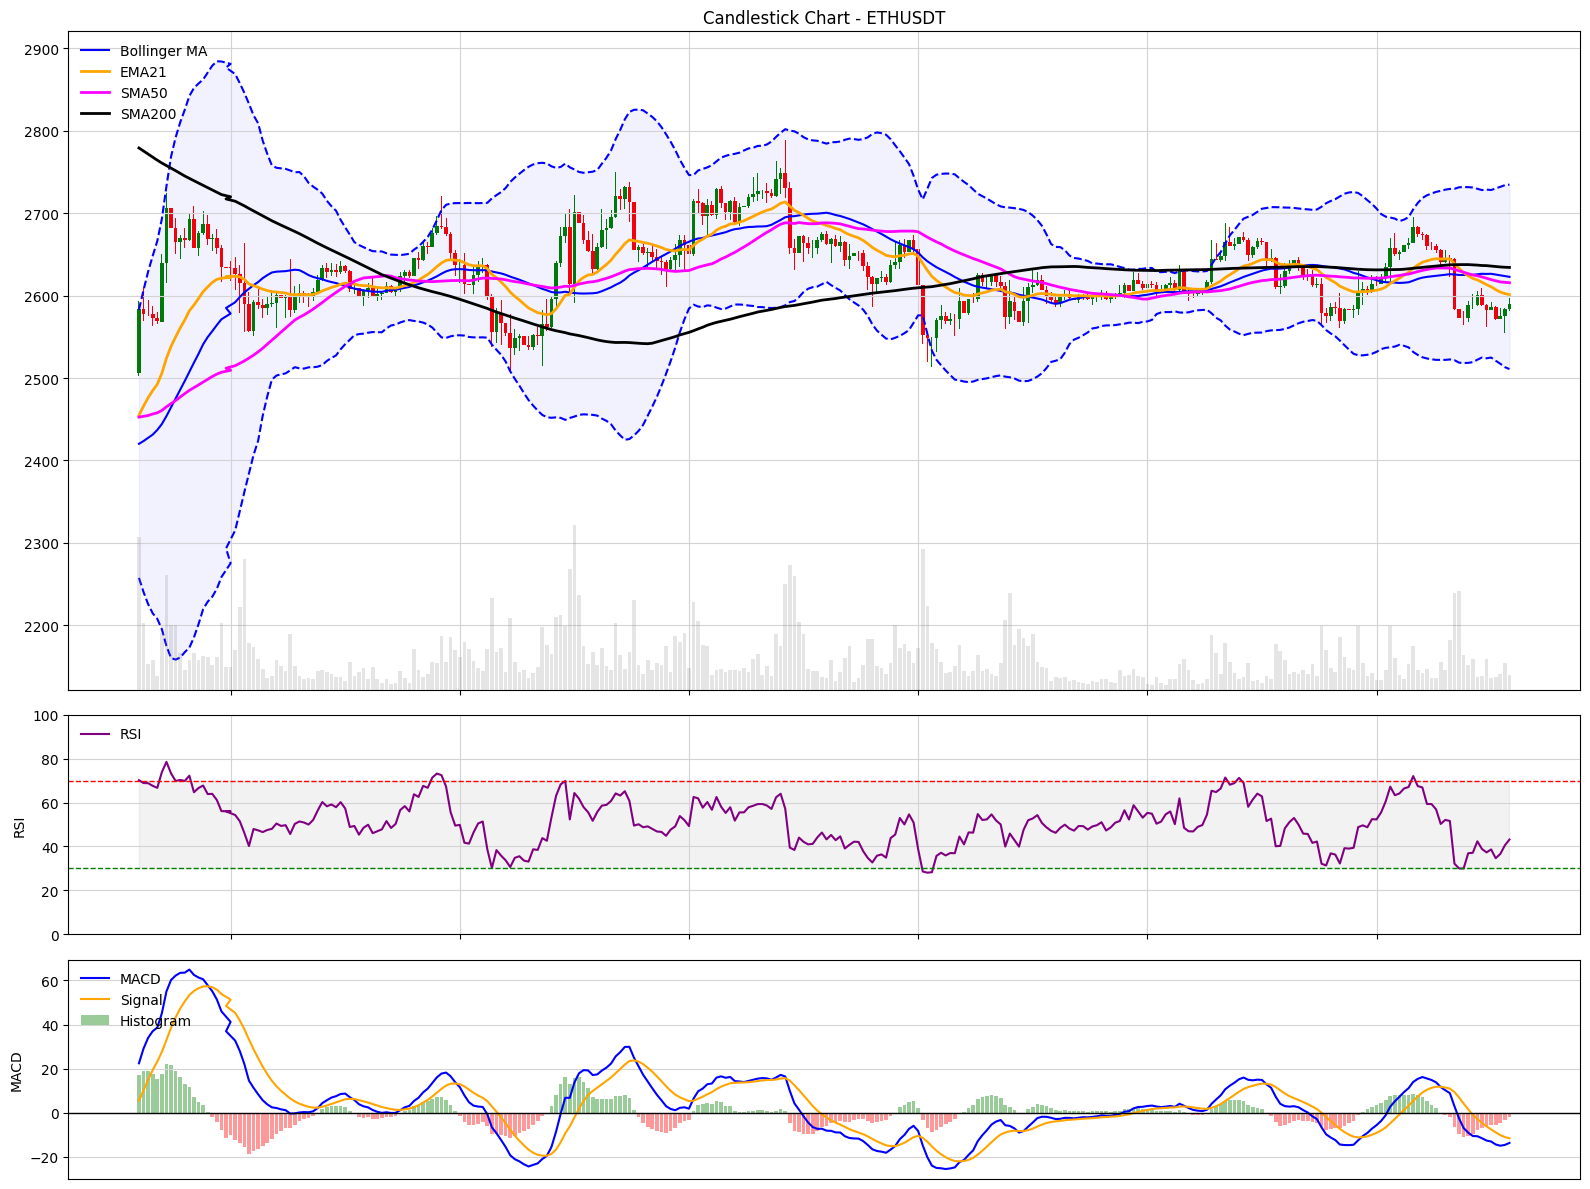 Candlestick Chart - ETHUSDT
2900
2800
2700
2600
2500
2400
2300
2200
Bollinger MA
EMA21
SMA50
SMA200
100
80
60
40
20
0
RSI
RSI
60
40
20
0
−20
MACD
MACD
Signal
Histogram